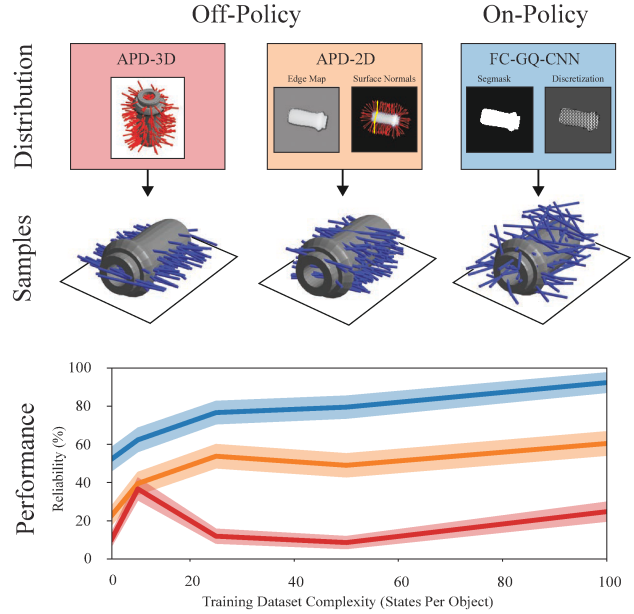 Off-Policy
On-Policy
Distribution
APD-3D
APD-2D
FC-GQ-CNN
Edge Map
Surface Normals
Segmask
Discretization
Samples
Performance
Reliability (%)
100
80
60
40
20
0
0
20
40
60
80
100
Training Dataset Complexity (States Per Object)